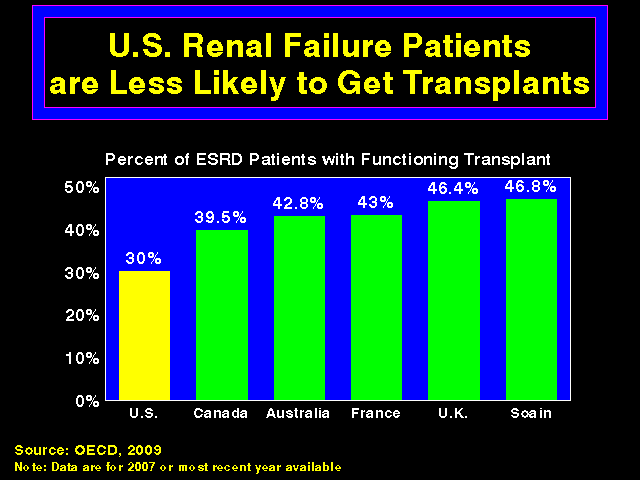 U.S. Renal Failure Patients
are Less Likely to Get Transplants
Percent of ESRD Patients with Functioning Transplant
50%
40%
30%
20%
10%
0%
30%
39.5%
42.8%
43%
46.4%
46.8%
U.S.
Canada
Australia
France
U.K.
Soain
Source: OECD, 2009
Note: Data are for 2007 or most recent year available